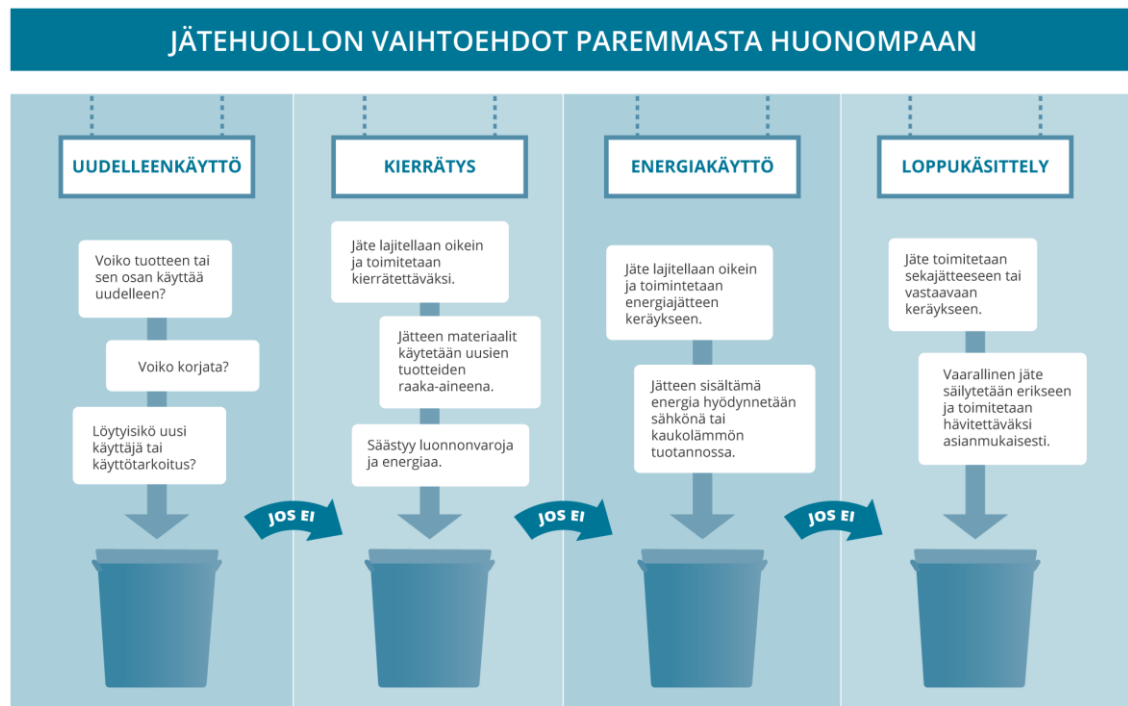 JÄTEHUOLLON VAIHTOEHDOT PAREMMASTA HUONOMPAAN
UUDELLEENKÄYTTÖ
Voiko tuotteen tai
sen osan käyttää
uudelleen?
Voiko korjata?
Löytyisikö uusi
käyttäjä tai
käyttötarkoitus?
JOS EI
KIERRÄTYS
Jäte lajitellaan oikein
ja toimitetaan
kierrätettäväksi.
Jätteen materiaalit
käytetään uusien
tuotteiden
raaka-aineena.
Säästyy luonnonvaroja
ja energiaa.
JOS EI
ENERGIAKÄYTTÖ
Jäte lajitellaan oikein
ja toimintetaan
energiajätteen
keräykseen.
Jätteen sisältämä
energia hyödynnetään
sähkönä tai
kaukolämmön
tuotannossa.
JOS EI
LOPPUKÄSITTELY
Jäte toimitetaan
sekajätteeseen tai
vastaavaan
keräykseen.
Vaarallinen jäte
säilytetään erikseen
ja toimitetaan
hävitettäväksi
asianmukaisesti.